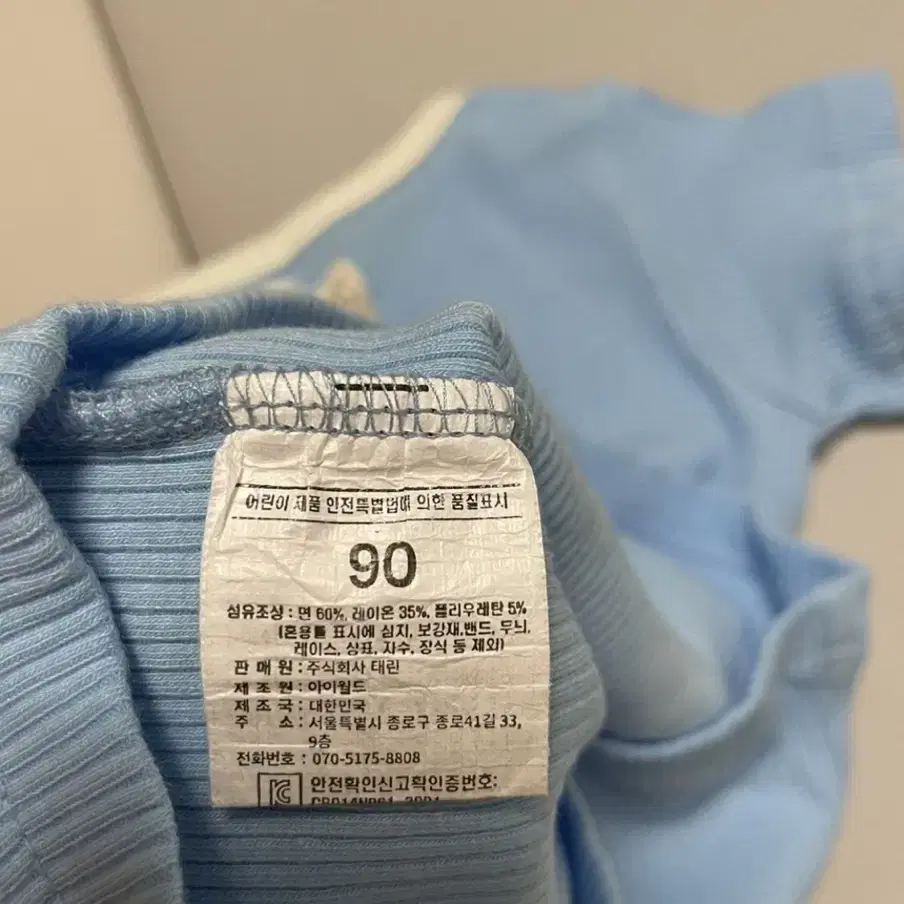 어린이 제품 안전특별법에 의한 품질표시
90
섬유조성 : 면 60%, 레이온 35%, 폴리우레탄 5%
(혼용률 표시에 심지, 보강재,밴드, 무늬,
레이스, 상표, 자수, 장식 등 제외)
판 매 원 : 주식회사 태린
제 조 원 : 아이월드
제 조 국 : 대한민국
주 소 : 서울특별시 종로구 종로41길 33,
9층
전화번호 : 070-5175-8808
안전확인신고확인증번호: